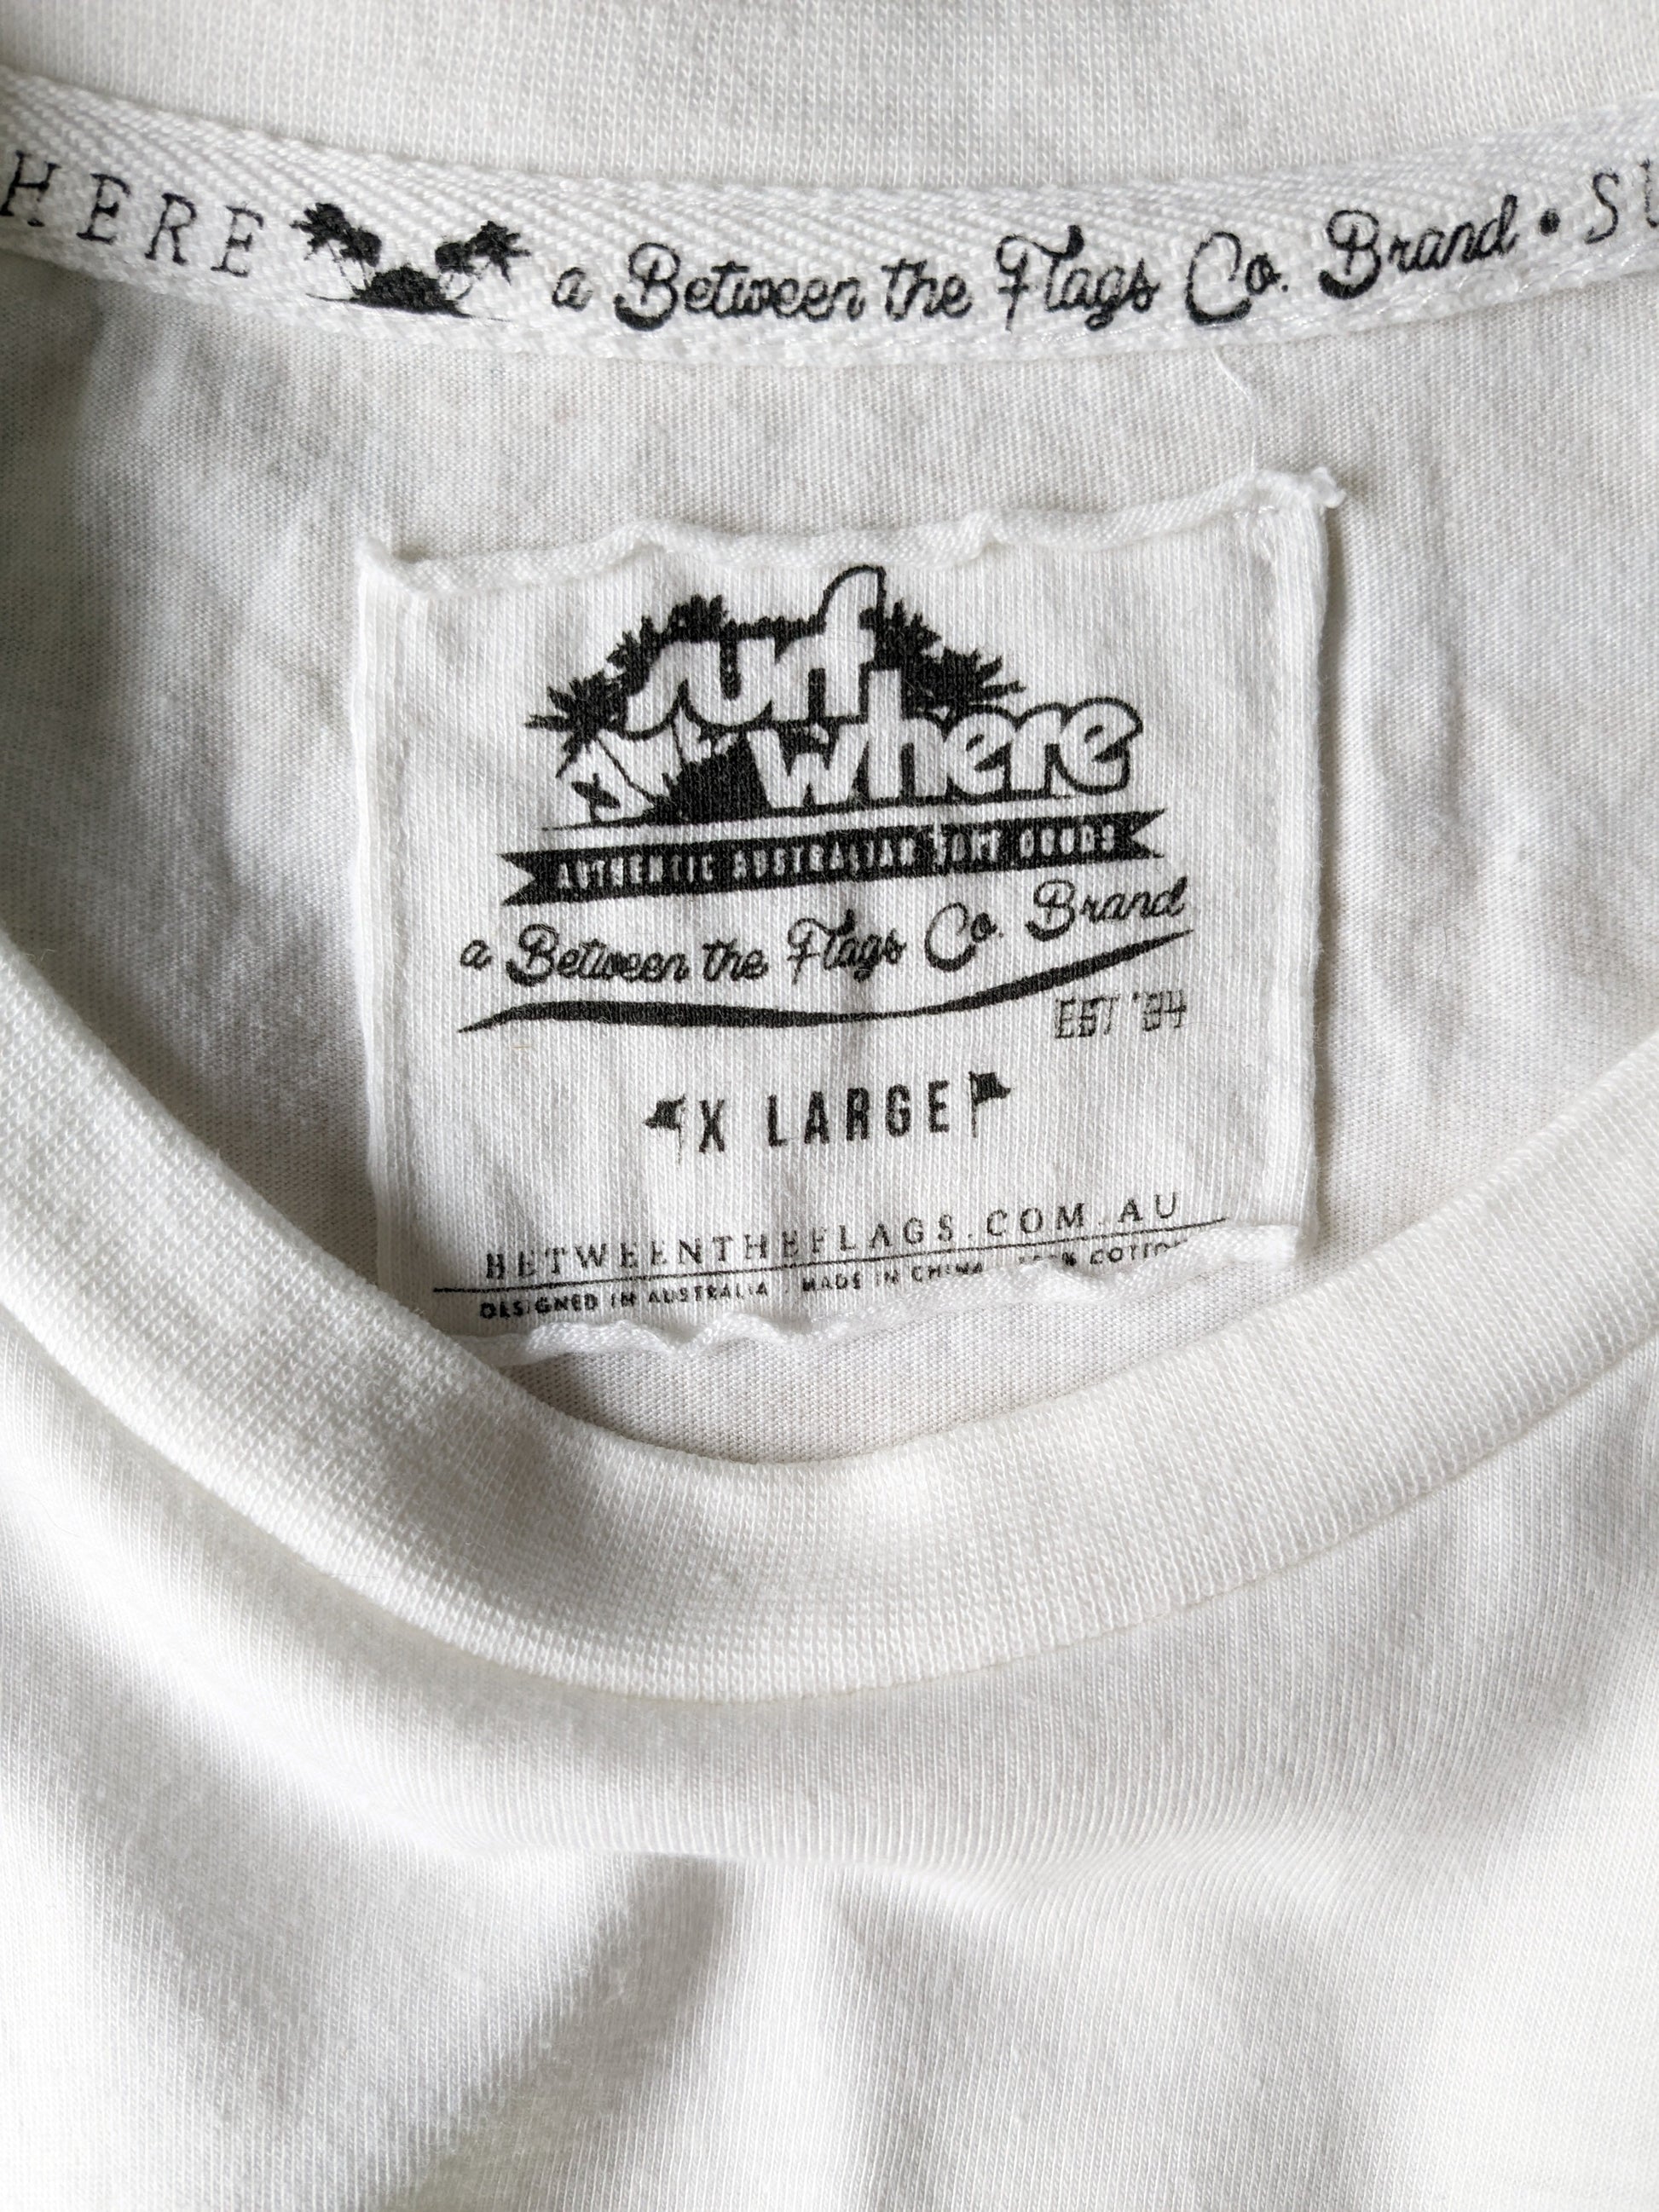 HERE a Between the Flags Co. Brand • SU
surf
where
AUTHENTIC AUSTRALIAN SURF GOODS
a Between the Flags Co. Brand
EST '84
X LARGE
BETWEENTHEFLAGS.COM.AU
DESIGNED IN AUSTRALIA MADE IN CHINA % COTTON